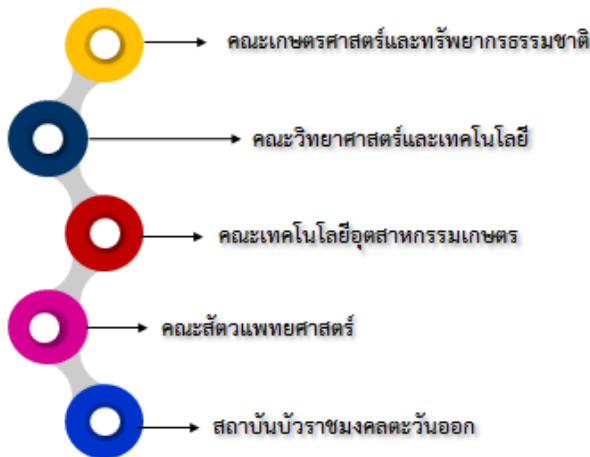 คณะเกษตรศาสตร์และทรัพยากรธรรมชาติ
คณะวิทยาศาสตร์และเทคโนโลยี
คณะเทคโนโลยีอุตสาหกรรมเกษตร
คณะสัตวแพทยศาสตร์
สถาบันบัวราชมงคลตะวันออก